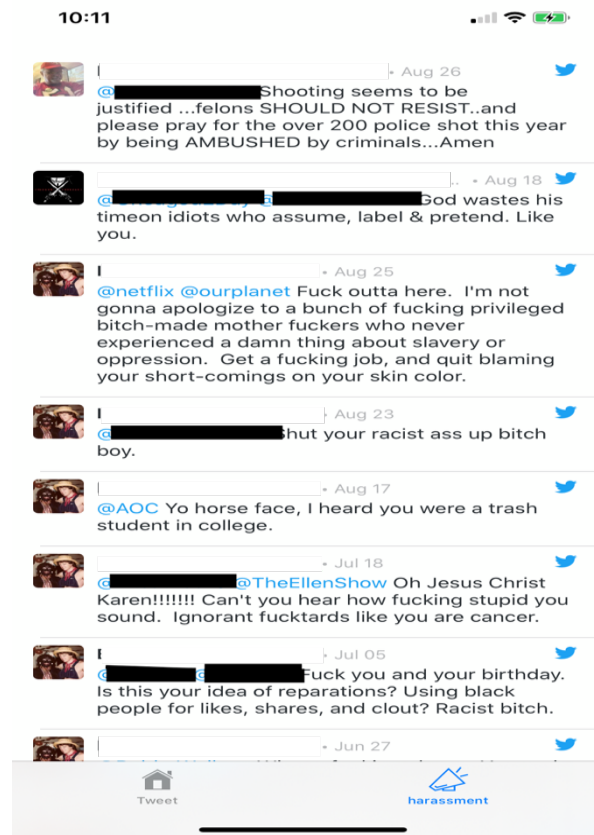 10:11
Aug 26
@ Shooting seems to be
justified ...felons SHOULD NOT RESIST..and
please pray for the over 200 police shot this year
by being AMBUSHED by criminals...Amen
.. • Aug 18
@ @ God wastes his
timeon idiots who assume, label & pretend. Like
you.
• Aug 25
@netflix @ourplanet Fuck outta here. I'm not
gonna apologize to a bunch of fucking privileged
bitch-made mother fuckers who never
experienced a damn thing about slavery or
oppression. Get a fucking job, and quit blaming
your short-comings on your skin color.
• Aug 23
@ hut your racist ass up bitch
boy.
• Aug 17
@AOC Yo horse face, I heard you were a trash
student in college.
• Jul 18
@ @TheEllenShow Oh Jesus Christ
Karen!!!!!!! Can't you hear how fucking stupid you
sound. Ignorant fucktards like you are cancer.
• Jul 05
@ @ Fuck you and your birthday.
Is this your idea of reparations? Using black
people for likes, shares, and clout? Racist bitch.
• Jun 27
Tweet
harassment